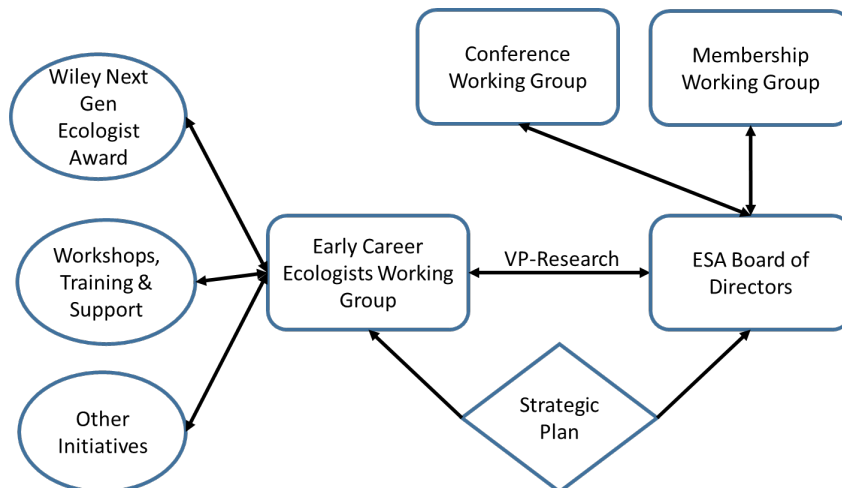 Conference
Working Group
Membership
Working Group
Wiley Next
Gen
Ecologist
Award
Workshops,
Training &
Support
Early Career
Ecologists Working
Group
VP-Research
ESA Board of
Directors
Other
Initiatives
Strategic
Plan